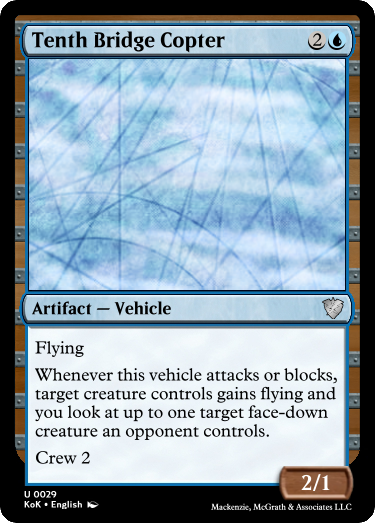 Tenth Bridge Copter 2
Artifact — Vehicle
Flying
Whenever this vehicle attacks or blocks,
target creature controls gains flying and
you look at up to one target face-down
creature an opponent controls.
Crew 2
2/1
U 0029
KoK • English
Mackenzie, McGrath & Associates LLC